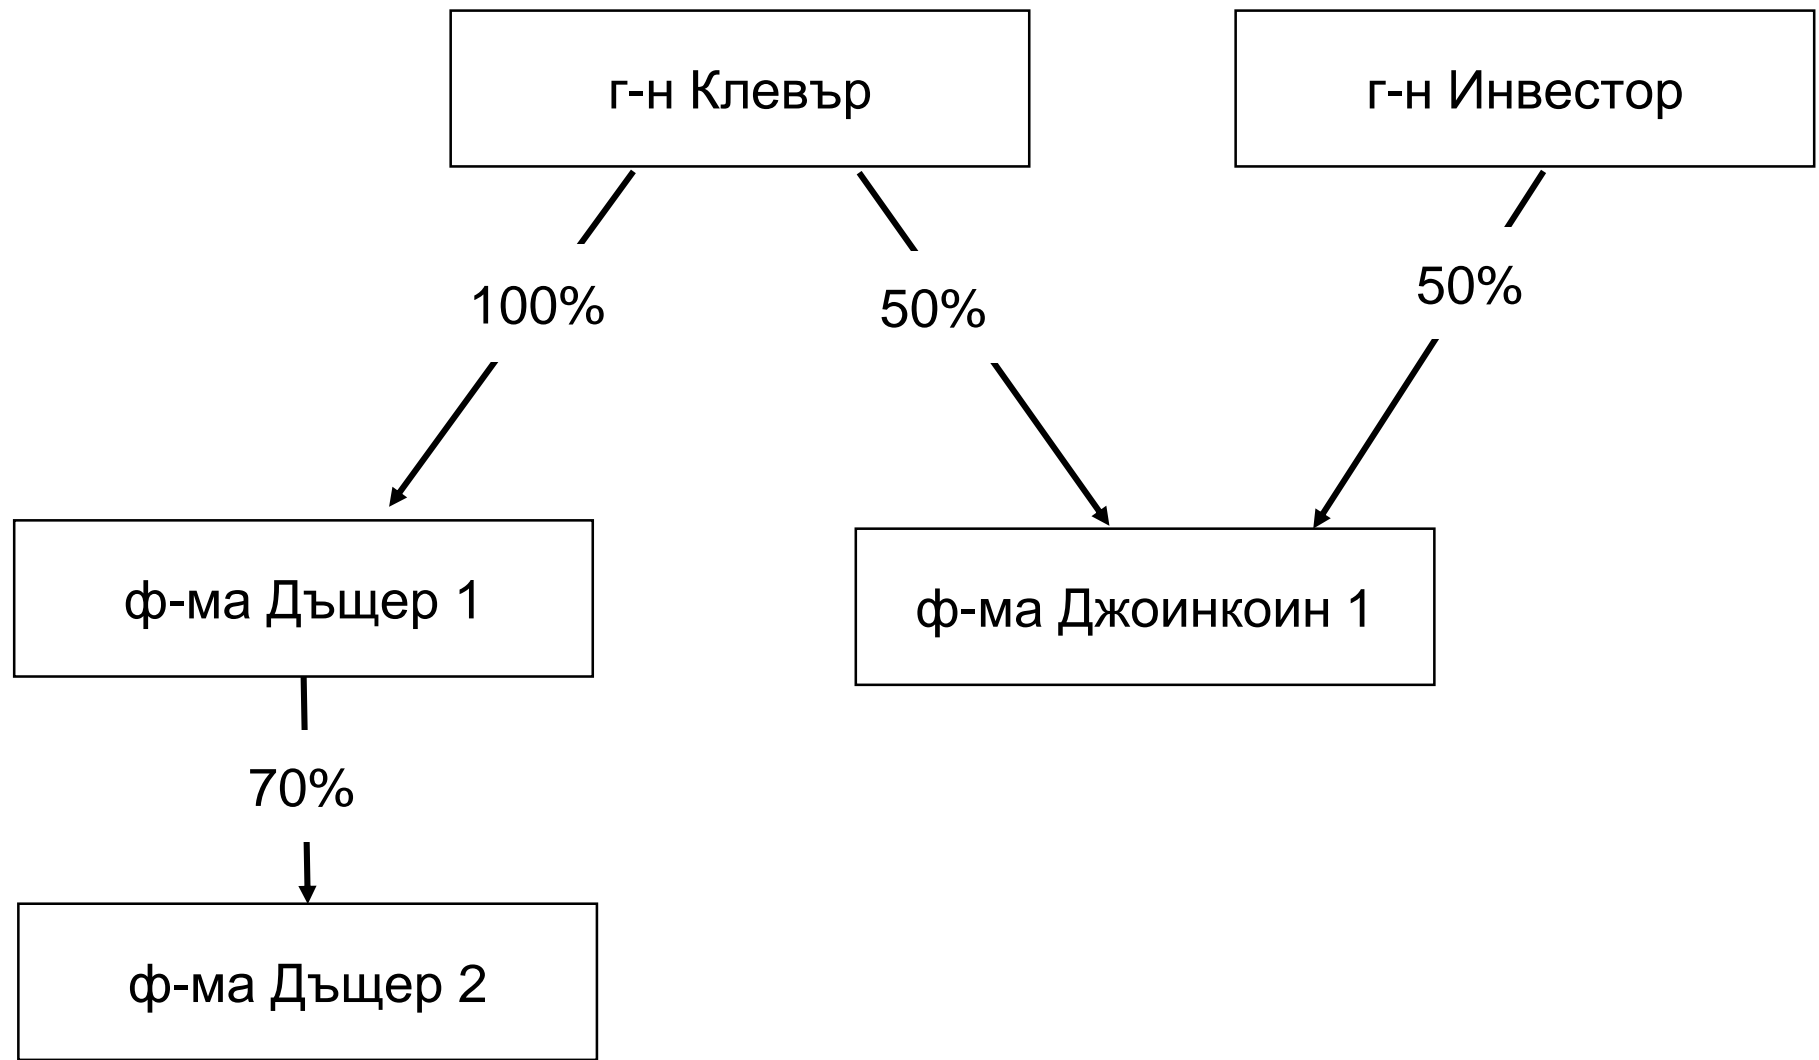 г-н Клевър
г-н Инвестор
100%
50%
50%
ф-ма Дъщер 1
ф-ма Джоинкоин 1
70%
ф-ма Дъщер 2